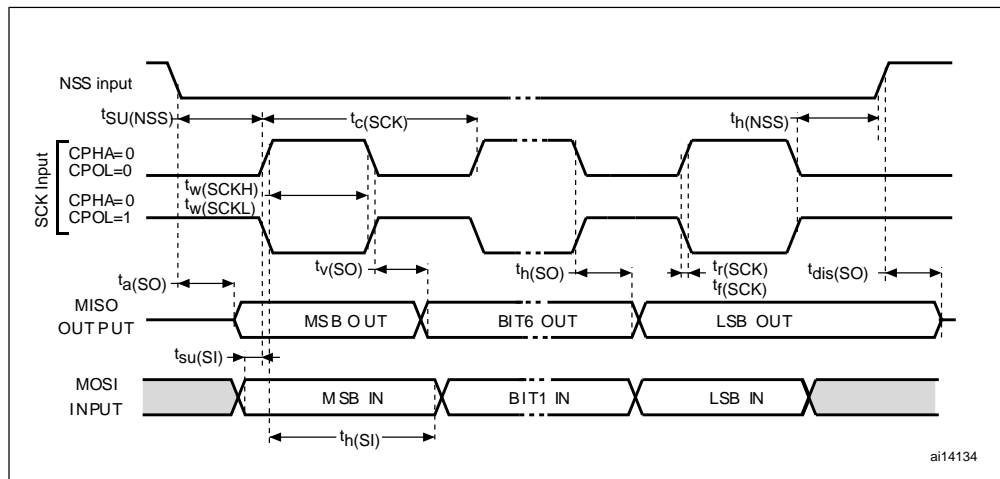 NSS input
tSU(NSS)
tc(SCK)
th(NSS)
SCK Input
CPHA=0
CPOL=0
CPHA=0
CPOL=1
tw(SCKH)
tw(SCKL)
tv(SO)
th(SO)
tr(SCK)
tf(SCK)
tdis(SO)
ta(SO)
MISO
OUTPUT
MSB OUT
BIT6 OUT
LSB OUT
tsu(SI)
MOSI
INPUT
MSB IN
BIT1 IN
LSB IN
th(SI)
ai14134